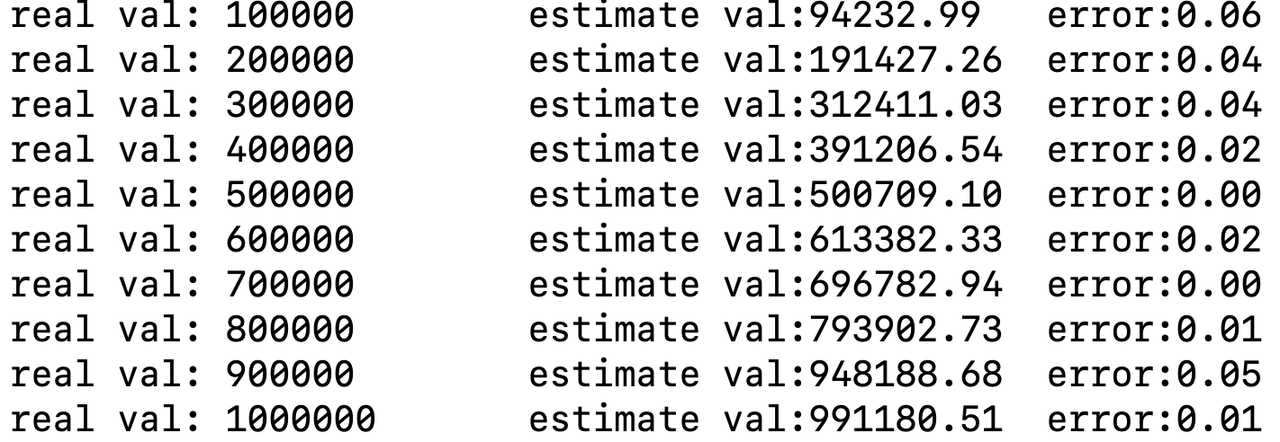 real val: 100000 estimate val:94232.99 error:0.06
real val: 200000 estimate val:191427.26 error:0.04
real val: 300000 estimate val:312411.03 error:0.04
real val: 400000 estimate val:391206.54 error:0.02
real val: 500000 estimate val:500709.10 error:0.00
real val: 600000 estimate val:613382.33 error:0.02
real val: 700000 estimate val:696782.94 error:0.00
real val: 800000 estimate val:793902.73 error:0.01
real val: 900000 estimate val:948188.68 error:0.05
real val: 1000000 estimate val:991180.51 error:0.01